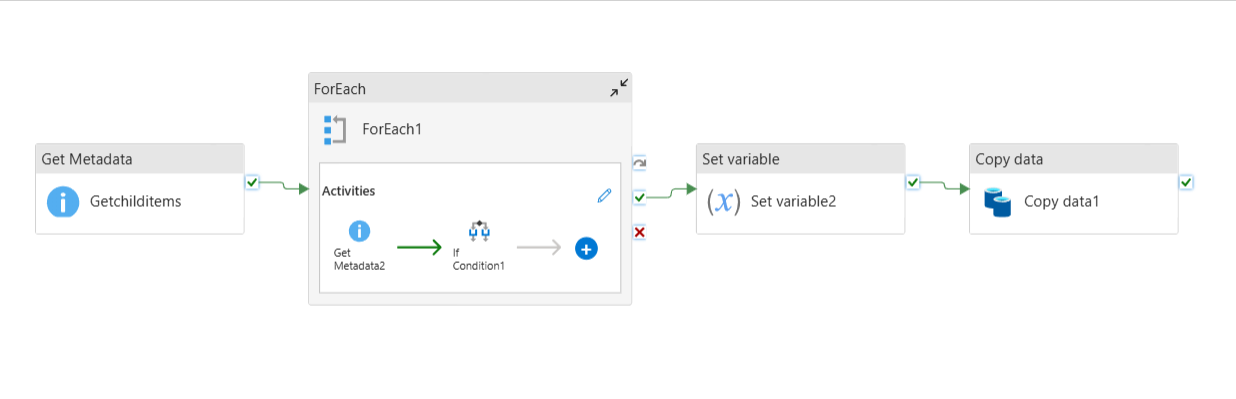 Get Metadata
Getchilditems
ForEach
ForEach1
Activities
Get
Metadata2
If
Condition1
Set variable
(x) Set variable2
Copy data
Copy data1